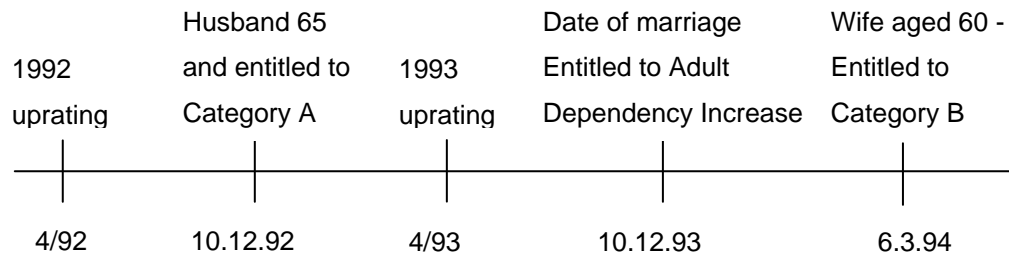 1992
uprating
Husband 65
and entitled to
Category A
1993
uprating
Date of marriage
Entitled to Adult
Dependency Increase
Wife aged 60 -
Entitled to
Category B
4/92
10.12.92
4/93
10.12.93
6.3.94